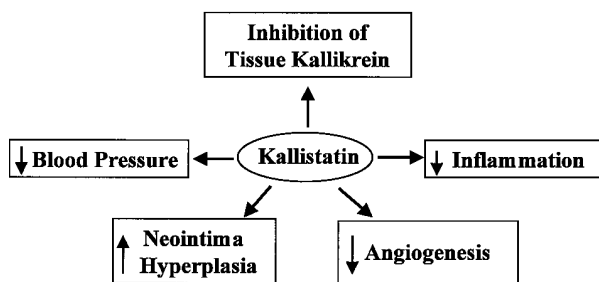 Inhibition of
Tissue Kallikrein
↓ Blood Pressure
Kallistatin
↓ Inflammation
↑ Neointima
Hyperplasia
↓ Angiogenesis